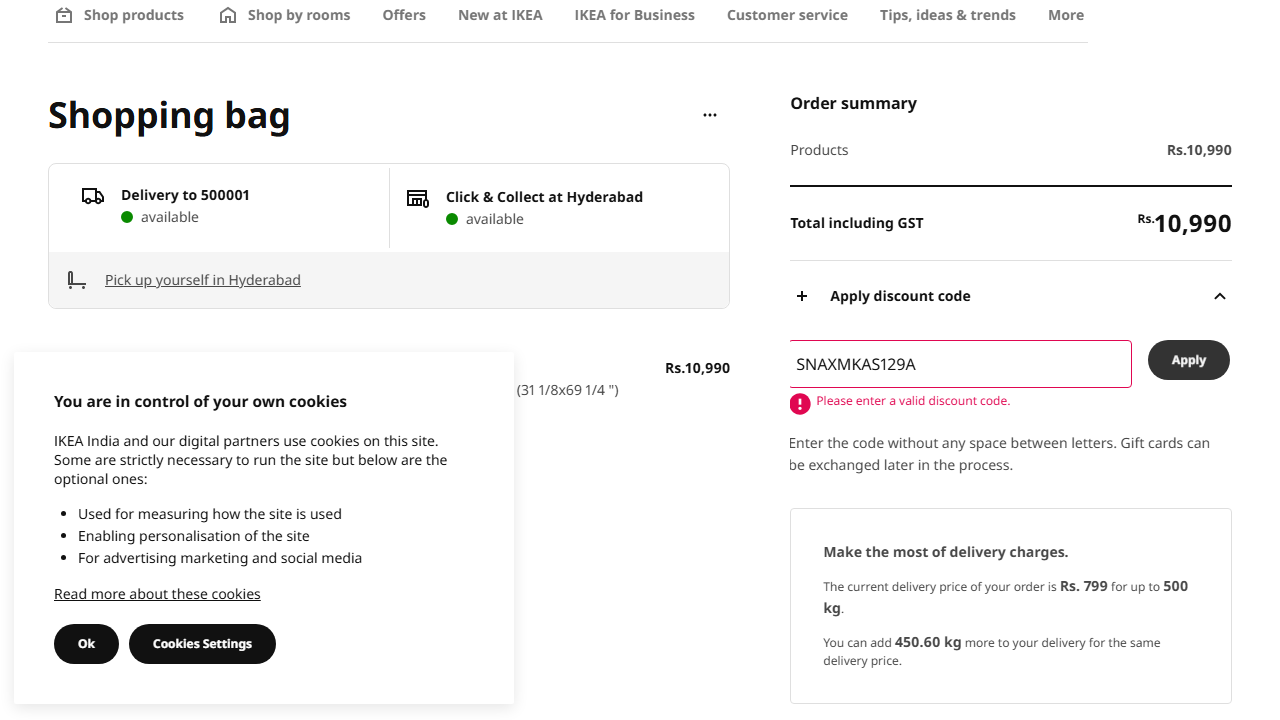 Shop products
Shop by rooms
Offers
New at IKEA
IKEA for Business
Customer service
Tips, ideas & trends
More
Shopping bag
Delivery to 500001
available
Click & Collect at Hyderabad
available
Pick up yourself in Hyderabad
Rs.10,990
(31 1/8x69 1/4 ")
You are in control of your own cookies
IKEA India and our digital partners use cookies on this site.
Some are strictly necessary to run the site but below are the
optional ones:
Used for measuring how the site is used
Enabling personalisation of the site
For advertising marketing and social media
Read more about these cookies
Ok
Cookies Settings
Order summary
Products Rs.10,990
Total including GST Rs.10,990
Apply discount code
SNAXMKAS129A
Apply
Please enter a valid discount code.
Enter the code without any space between letters. Gift cards can
be exchanged later in the process.
Make the most of delivery charges.
The current delivery price of your order is Rs. 799 for up to 500
kg.
You can add 450.60 kg more to your delivery for the same
delivery price.